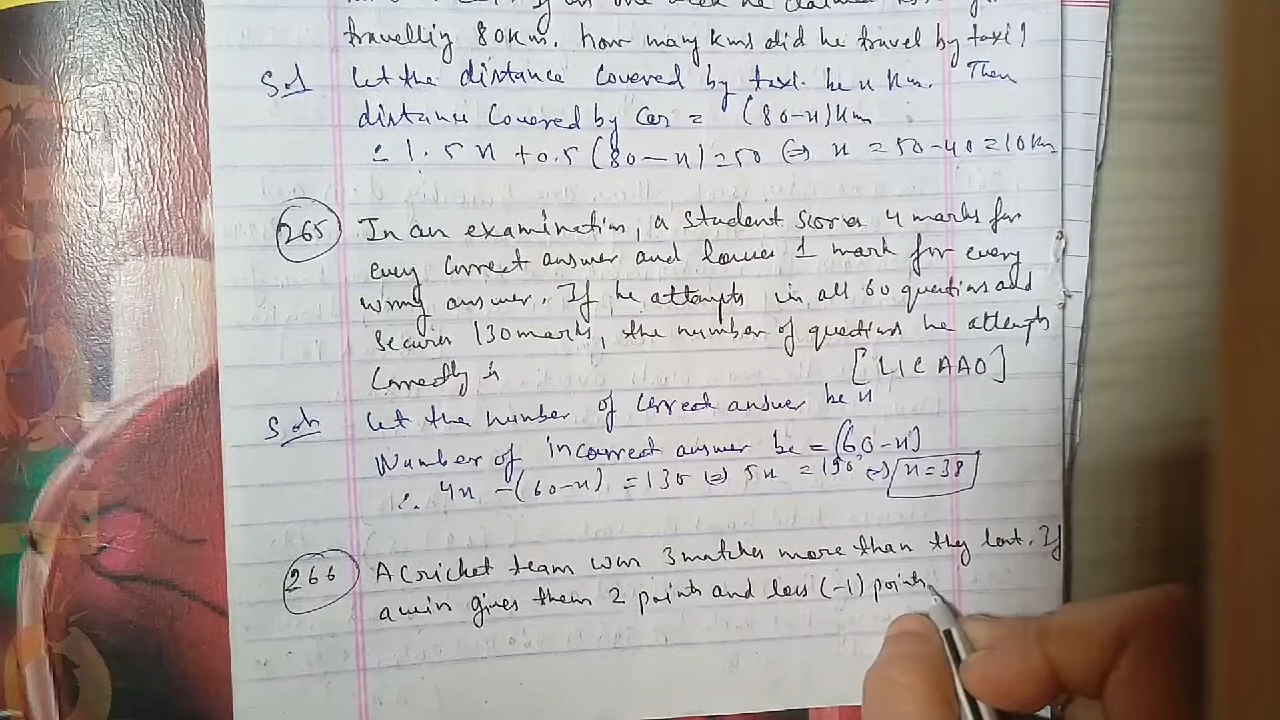 travelling 80km. how many kms did he travel by taxi?
Sol let the distance covered by taxi be x km. Then
distance covered by car = (80-x)km
∴ 1.5x + 0.5(80-x)=50 ⇔ x = 50-40=10km
265 In an examination, a student scores 4 marks for
every correct answer and loses 1 mark for every
wrong answer. If he attempts in all 60 questions and
secures 130 marks, the number of questions he attempts
correctly is [LIC AAO]
Soln let the number of correct answer be x
Number of incorrect answer be = (60-x)
∴ 4x -(60-x) = 130 ⇔ 5x = 190 ⇔ x=38
266 A Cricket team won 3 matches more than they lost. If
a win gives them 2 points and loss (-1) points,